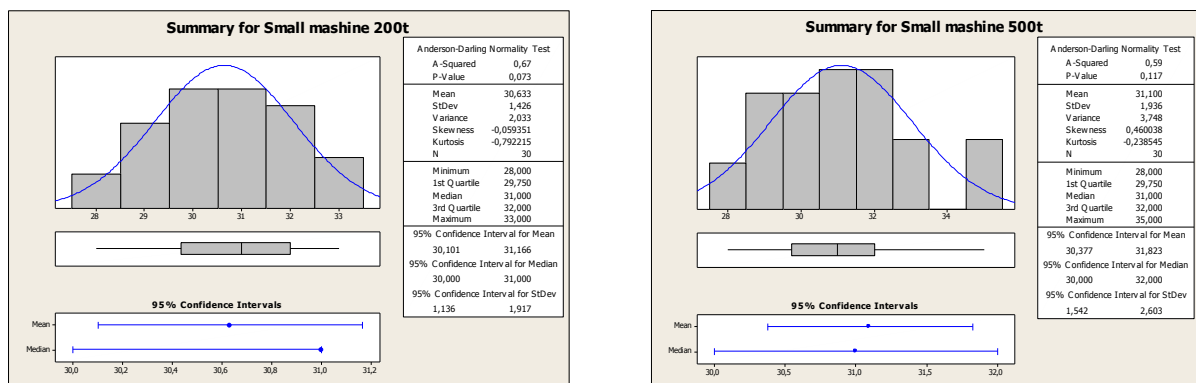 Summary for Small mashine 200t
Anderson-Darling Normality Test
A-Squared 0,67
P-Value 0,073
Mean 30,633
StDev 1,426
Variance 2,033
Skewness -0,059351
Kurtosis -0,792215
N 30
Minimum 28,000
1st Quartile 29,750
Median 31,000
3rd Quartile 32,000
Maximum 33,000
95% Confidence Interval for Mean
30,101 31,166
95% Confidence Interval for Median
30,000 31,000
95% Confidence Interval for StDev
1,136 1,917
28 29 30 31 32 33
95% Confidence Intervals
Mean
Median
30,0 30,2 30,4 30,6 30,8 31,0 31,2
Summary for Small mashine 500t
Anderson-Darling Normality Test
A-Squared 0,59
P-Value 0,117
Mean 31,100
StDev 1,936
Variance 3,748
Skewness 0,460038
Kurtosis -0,238545
N 30
Minimum 28,000
1st Quartile 29,750
Median 31,000
3rd Quartile 32,000
Maximum 35,000
95% Confidence Interval for Mean
30,377 31,823
95% Confidence Interval for Median
30,000 32,000
95% Confidence Interval for StDev
1,542 2,603
28 30 32 34
95% Confidence Intervals
Mean
Median
30,0 30,5 31,0 31,5 32,0